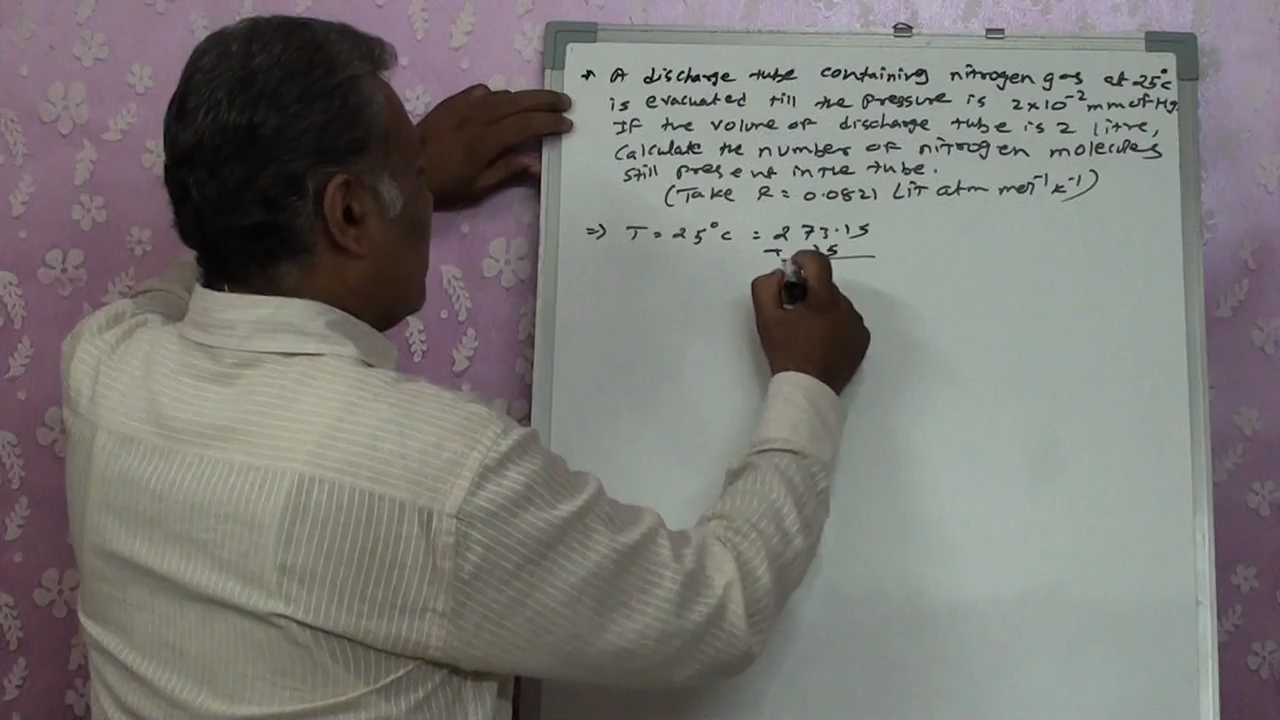 * A discharge tube containing nitrogen gas at 25°c
is evacuated till the pressure is 2x10⁻² mm of Hg.
If the volume of discharge tube is 2 litre,
Calculate the number of nitrogen molecules
still present in the tube.
(Take R = 0.0821 Lit atm mol⁻¹ k⁻¹)
⇒ T = 25°c = 273.15
+ 25